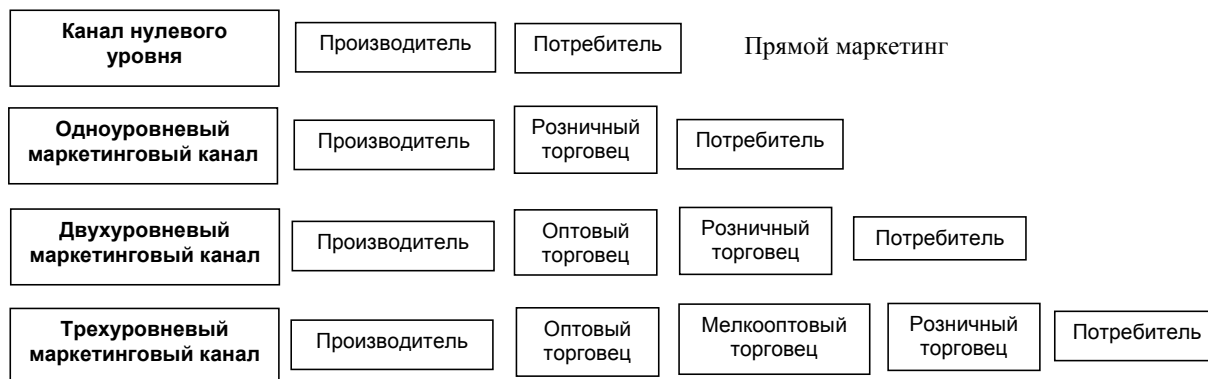 Канал нулевого
уровня
Производитель
Потребитель
Прямой маркетинг
Одноуровневый
маркетинговый канал
Производитель
Розничный
торговец
Потребитель
Двухуровневый
маркетинговый канал
Производитель
Оптовый
торговец
Розничный
торговец
Потребитель
Трехуровневый
маркетинговый канал
Производитель
Оптовый
торговец
Мелкооптовый
торговец
Розничный
торговец
Потребитель